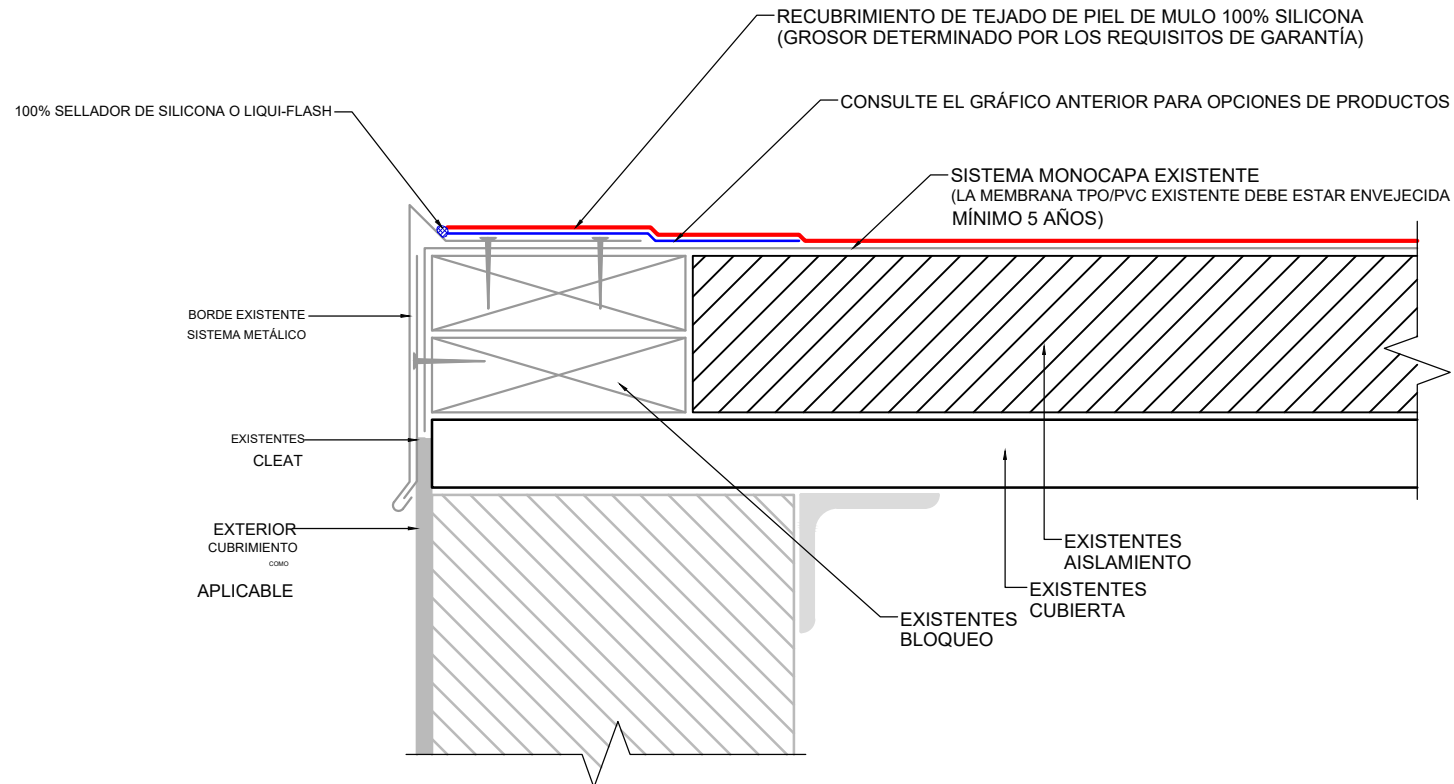 RECUBRIMIENTO DE TEJADO DE PIEL DE MULO 100% SILICONA
(GROSOR DETERMINADO POR LOS REQUISITOS DE GARANTÍA)
100% SELLADOR DE SILICONA O LIQUI-FLASH
CONSULTE EL GRÁFICO ANTERIOR PARA OPCIONES DE PRODUCTOS
SISTEMA MONOCAPA EXISTENTE
(LA MEMBRANA TPO/PVC EXISTENTE DEBE ESTAR ENVEJECIDA
MÍNIMO 5 AÑOS)
BORDE EXISTENTE
SISTEMA METÁLICO
EXISTENTES
CLEAT
EXTERIOR
CUBRIMIENTO
COMO
APLICABLE
EXISTENTES
AISLAMIENTO
EXISTENTES
CUBIERTA
EXISTENTES
BLOQUEO